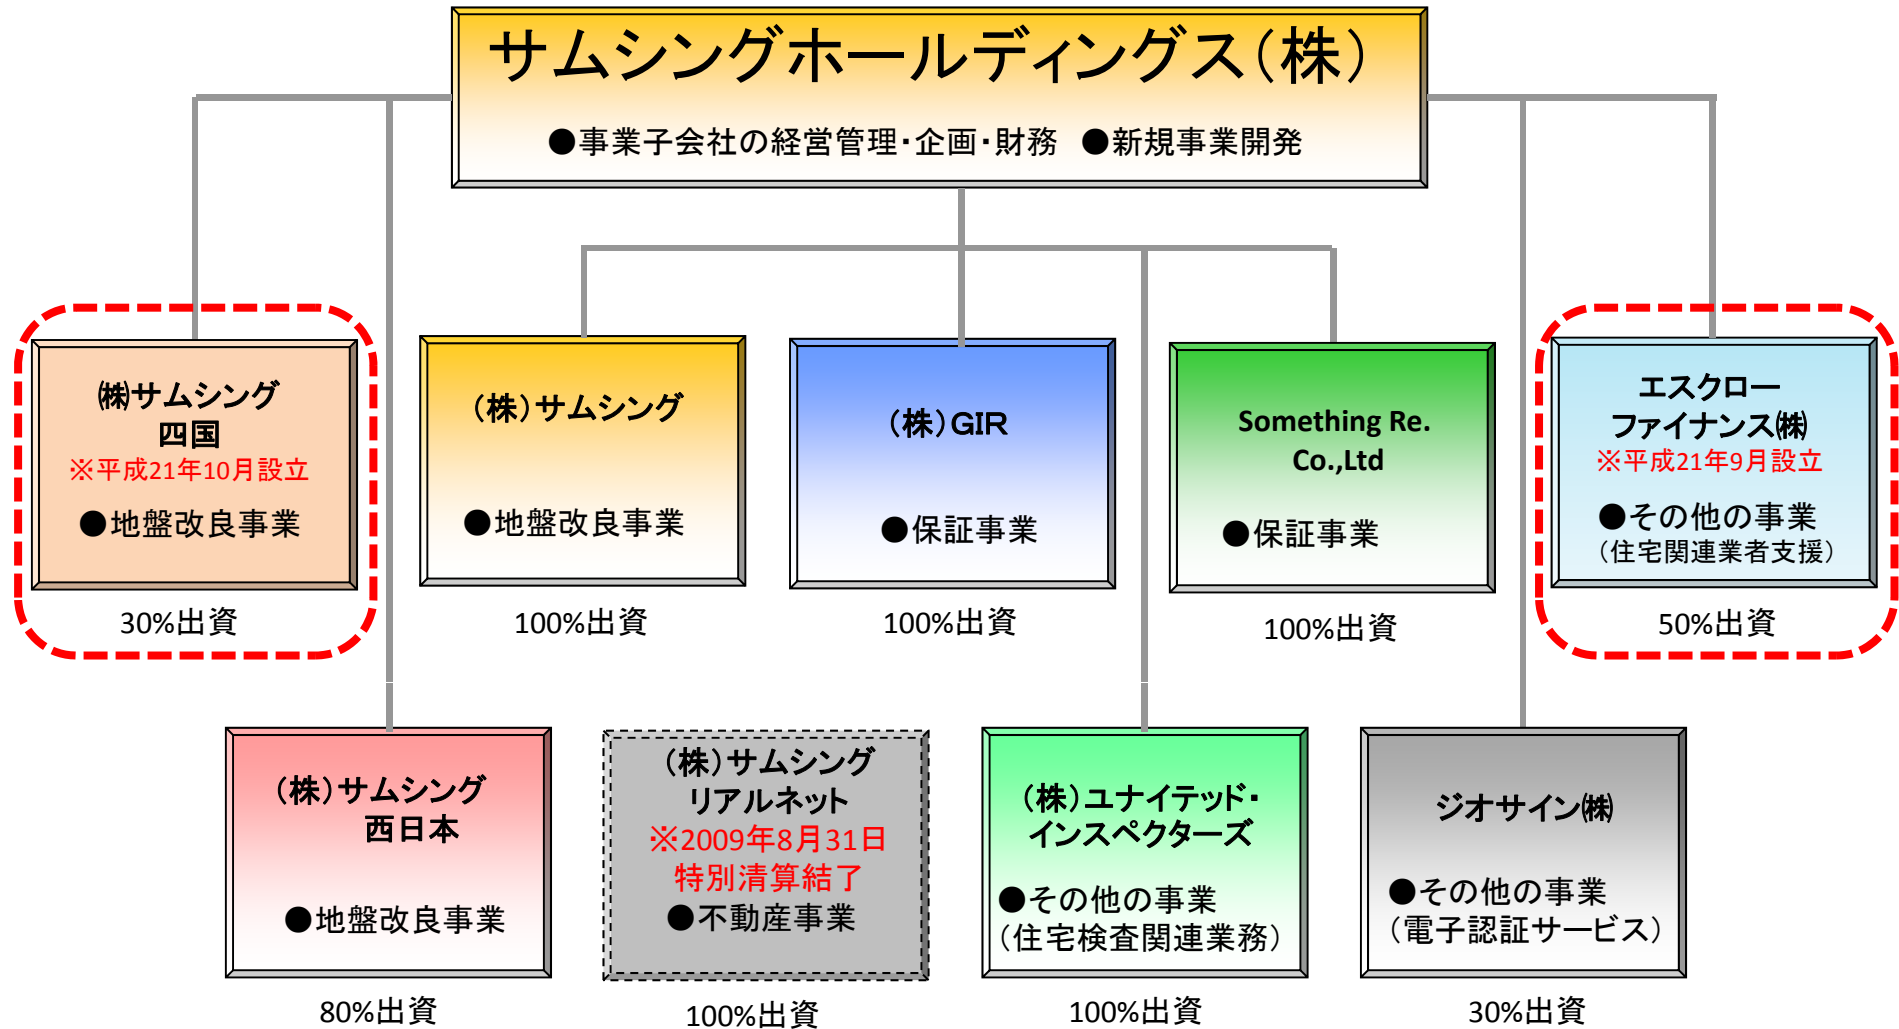 サムシングホールディングス（株）
●事業子会社の経営管理・企画・財務　●新規事業開発
㈱サムシング
四国
※平成21年10月設立
●地盤改良事業
30%出資
（株）サムシング
●地盤改良事業
100%出資
（株）GIR
●保証事業
100%出資
Something Re.
Co.,Ltd
●保証事業
100%出資
エスクロー
ファイナンス㈱
※平成21年9月設立
●その他の事業
（住宅関連業者支援）
50%出資
（株）サムシング
西日本
●地盤改良事業
80%出資
（株）サムシング
リアルネット
※2009年8月31日
特別清算結了
●不動産事業
100%出資
（株）ユナイテッド・
インスペクターズ
●その他の事業
（住宅検査関連業務）
100%出資
ジオサイン㈱
●その他の事業
（電子認証サービス）
30%出資